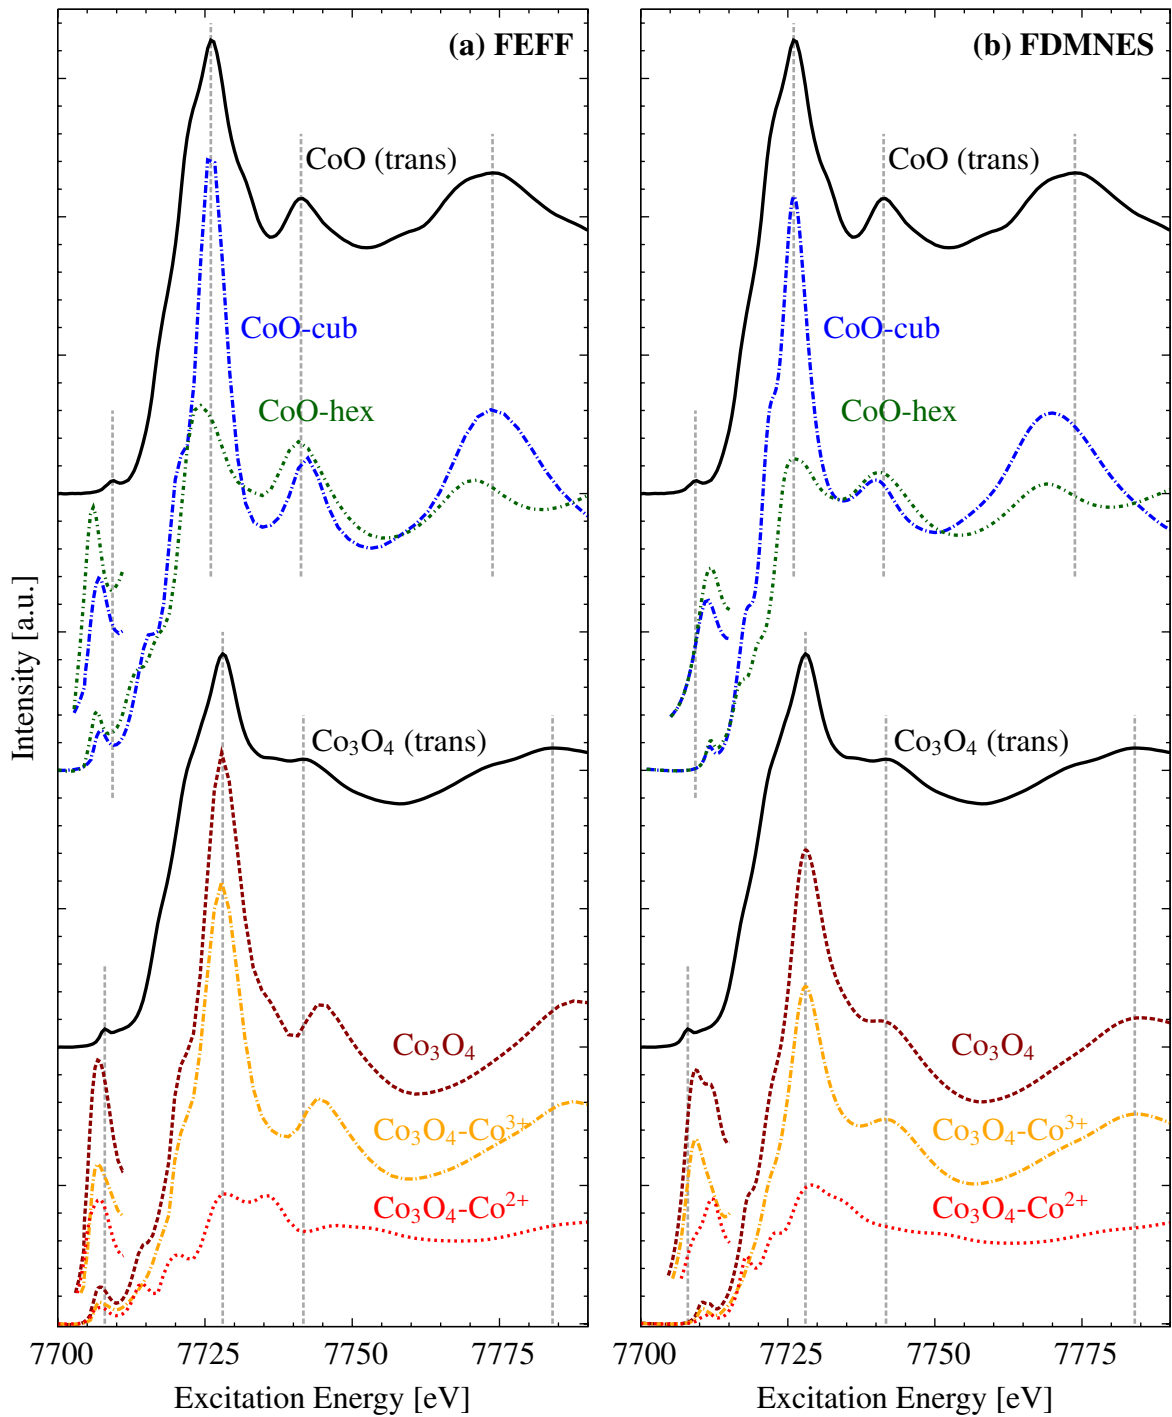 (a) FEFF
CoO (trans)
CoO-cub
CoO-hex
Co₃O₄ (trans)
Co₃O₄
Co₃O₄-Co³⁺
Co₃O₄-Co²⁺
Intensity [a.u.]
7700 7725 7750 7775
Excitation Energy [eV]
(b) FDMNES
CoO (trans)
CoO-cub
CoO-hex
Co₃O₄ (trans)
Co₃O₄
Co₃O₄-Co³⁺
Co₃O₄-Co²⁺
7700 7725 7750 7775
Excitation Energy [eV]